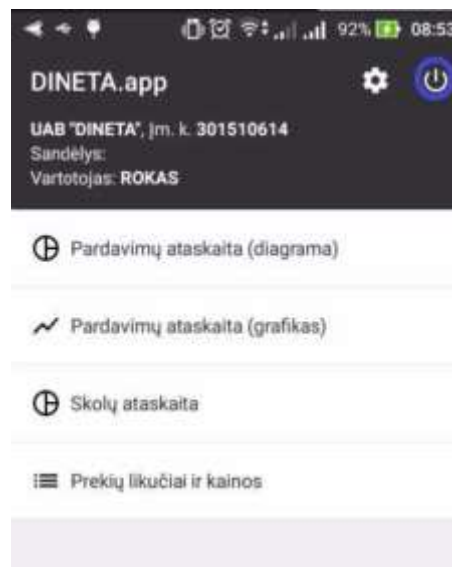 92% 08:53
DINETA.app
UAB "DINETA", Įm. k. 301510614
Sandėlys:
Vartotojas: ROKAS
Pardavimų ataskaita (diagrama)
Pardavimų ataskaita (grafikas)
Skolų ataskaita
Prekių likučiai ir kainos